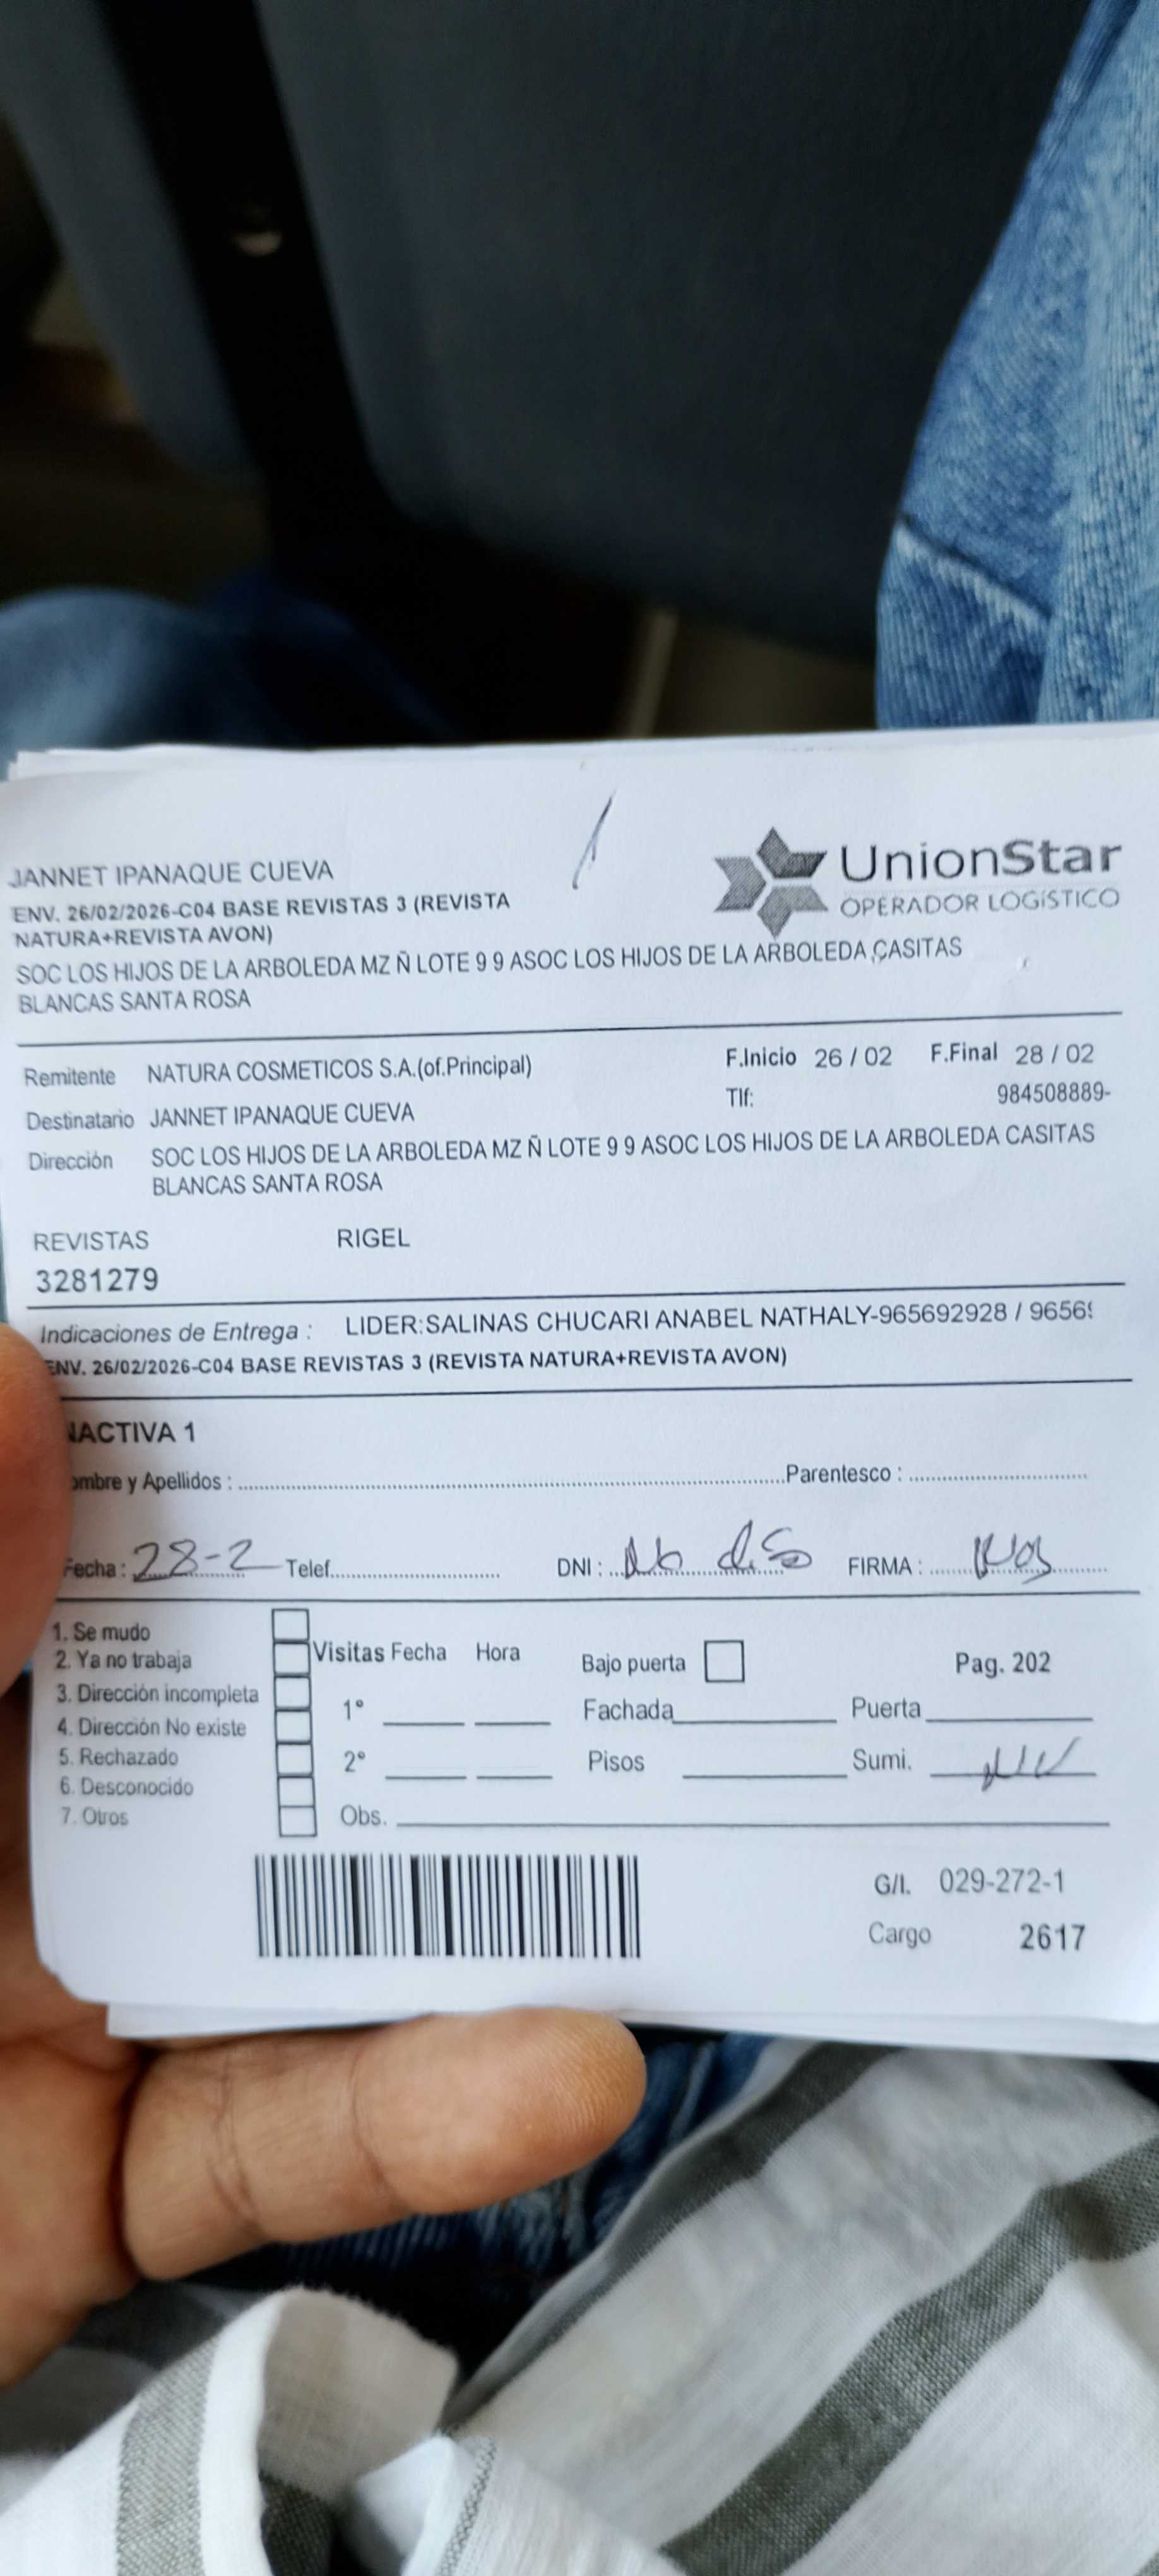 JANNET IPANAQUE CUEVA
UnionStar
OPERADOR LOGÍSTICO
ENV. 26/02/2026-C04 BASE REVISTAS 3 (REVISTA
NATURA+REVISTA AVON)
SOC LOS HIJOS DE LA ARBOLEDA MZ Ñ LOTE 9 9 ASOC LOS HIJOS DE LA ARBOLEDA CASITAS
BLANCAS SANTA ROSA
Remitente NATURA COSMETICOS S.A.(of.Principal) F.Inicio 26 / 02 F.Final 28 / 02
Destinatario JANNET IPANAQUE CUEVA Tlf: 984508889-
Dirección SOC LOS HIJOS DE LA ARBOLEDA MZ Ñ LOTE 9 9 ASOC LOS HIJOS DE LA ARBOLEDA CASITAS
BLANCAS SANTA ROSA
REVISTAS RIGEL
3281279
Indicaciones de Entrega : LIDER:SALINAS CHUCARI ANABEL NATHALY-965692928 / 9656
ENV. 26/02/2026-C04 BASE REVISTAS 3 (REVISTA NATURA+REVISTA AVON)
NACTIVA 1
ombre y Apellidos : Parentesco :
Fecha : 28-2 Telef. DNI : FIRMA :
1. Se mudo
2. Ya no trabaja
3. Dirección incompleta
4. Dirección No existe
5. Rechazado
6. Desconocido
7. Otros
Visitas Fecha Hora
1°
2°
Obs.
Bajo puerta Pag. 202
Fachada Puerta
Pisos Sumi.
G/I. 029-272-1
Cargo 2617